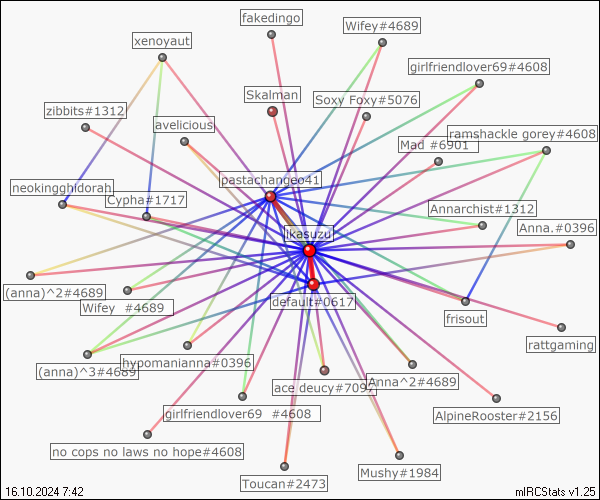 fakedingo
Wifey#4689
xenoyaut
girlfriendlover69#4608
Skalman
Soxy Foxy#5076
zibbits#1312
avelicious
ramshackle gorey#4608
Mad #6901
pastachangeo41
neokingghidorah
Cypha#1717
Annarchist#1312
Anna.#0396
likasuzu
(anna)^2#4689
default#0617
Wifey #4689
frisout
rattgaming
hypomanianna#0396
(anna)^3#4689
ace deucy#7097
Anna^2#4689
girlfriendlover69 #4608
AlpineRooster#2156
no cops no laws no hope#4608
Mushy#1984
Toucan#2473
16.10.2024 7:42
mIRCStats v1.25